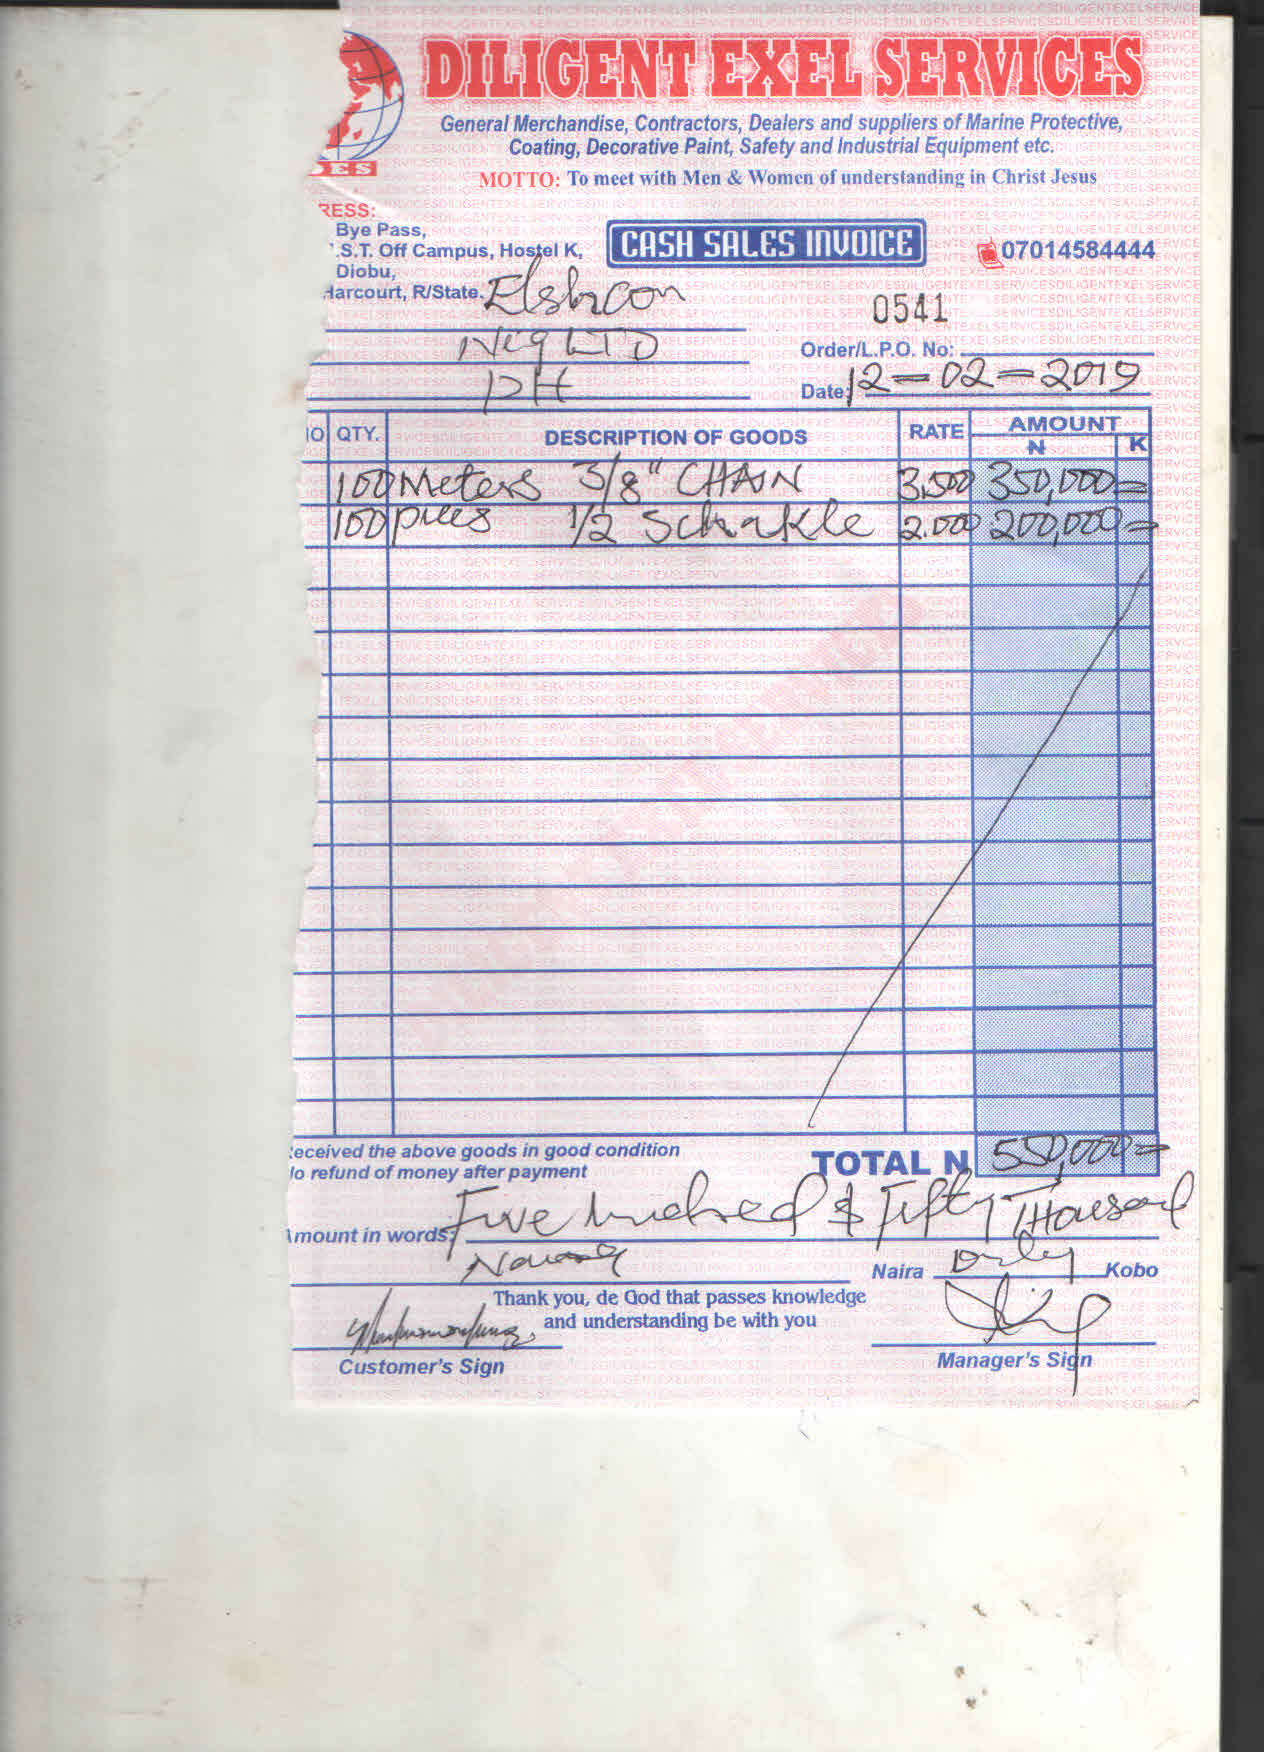 DILIGENT EXEL SERVICES
General Merchandise, Contractors, Dealers and suppliers of Marine Protective,
Coating, Decorative Paint, Safety and Industrial Equipment etc.
DES
MOTTO: To meet with Men & Women of understanding in Christ Jesus
RESS:
Bye Pass,
.S.T. Off Campus, Hostel K,
Diobu,
Harcourt, R/State.
CASH SALES INVOICE
07014584444
Elshcon
0541
Nig LTD
Order/L.P.O. No:
PH
Date: 12-02-2019
NO QTY. DESCRIPTION OF GOODS RATE AMOUNT
N K
100 Meters 3/8" CHAIN 3,500 350,000=
100 pces 1/2 Schakle 2.000 200,000=
Received the above goods in good condition
No refund of money after payment
TOTAL N 550,000=
Amount in words: Five hundred & Fifty THousand
Naira
Naira Only Kobo
Thank you, de God that passes knowledge
and understanding be with you
Customer's Sign
Manager's Sign